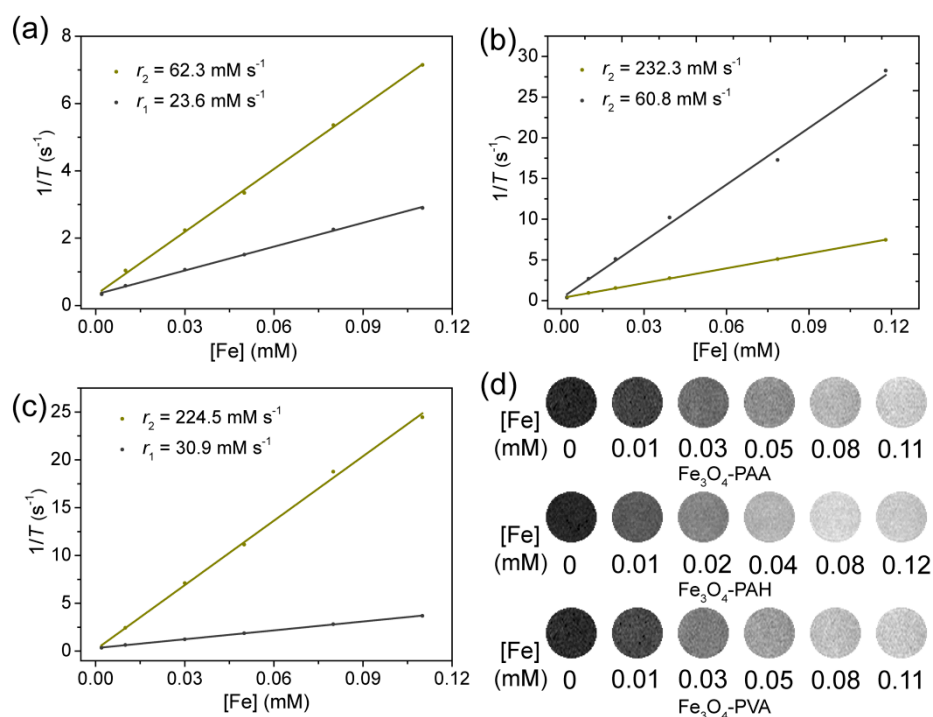 (a)
r₂ = 62.3 mM s⁻¹
r₁ = 23.6 mM s⁻¹
1/T (s⁻¹)
8
6
4
2
0
0.00 0.03 0.06 0.09 0.12
[Fe] (mM)
(b)
r₂ = 232.3 mM s⁻¹
r₂ = 60.8 mM s⁻¹
1/T (s⁻¹)
30
25
20
15
10
5
0
0.00 0.03 0.06 0.09 0.12
[Fe] (mM)
(c)
r₂ = 224.5 mM s⁻¹
r₁ = 30.9 mM s⁻¹
1/T (s⁻¹)
25
20
15
10
5
0
0.00 0.03 0.06 0.09 0.12
[Fe] (mM)
(d)
[Fe]
(mM) 0 0.01 0.03 0.05 0.08 0.11
Fe₃O₄-PAA
[Fe]
(mM) 0 0.01 0.02 0.04 0.08 0.12
Fe₃O₄-PAH
[Fe]
(mM) 0 0.01 0.03 0.05 0.08 0.11
Fe₃O₄-PVA